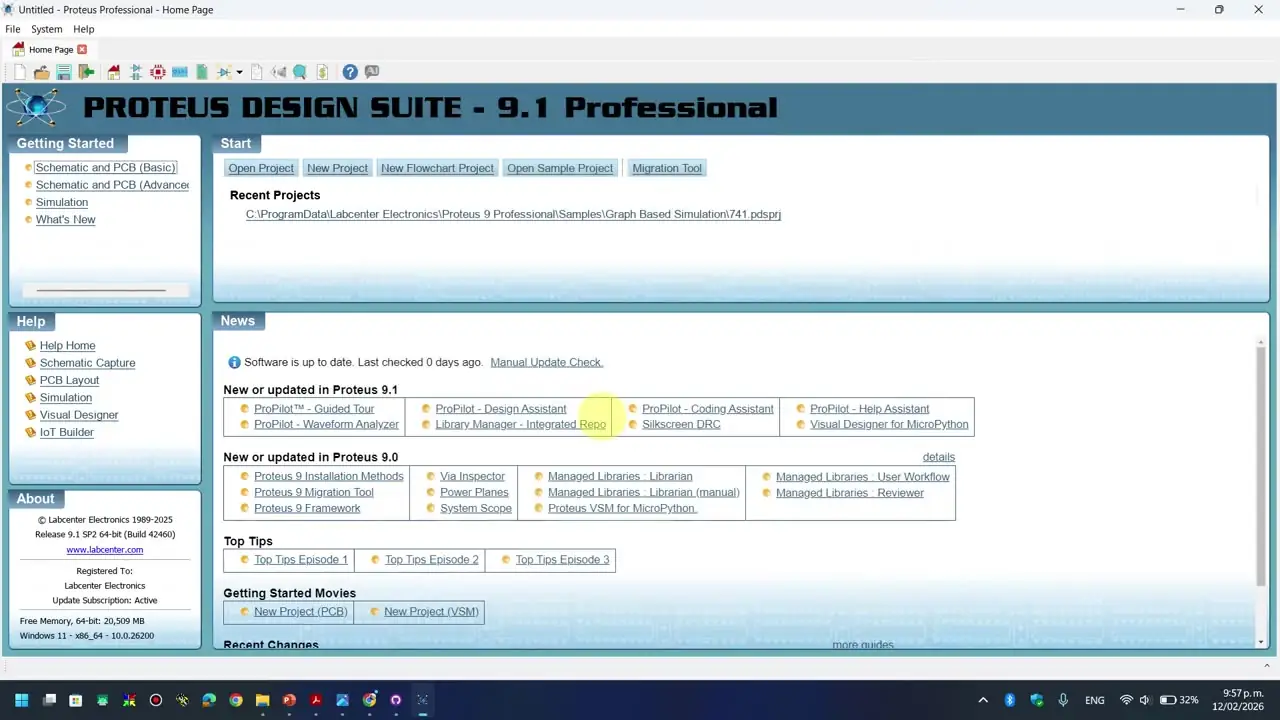 Untitled - Proteus Professional - Home Page
File System Help
Home Page
PROTEUS DESIGN SUITE - 9.1 Professional
Getting Started
Schematic and PCB (Basic)
Schematic and PCB (Advanced
Simulation
What's New
Start
Open Project New Project New Flowchart Project Open Sample Project Migration Tool
Recent Projects
C:\ProgramData\Labcenter Electronics\Proteus 9 Professional\Samples\Graph Based Simulation\741.pdsprj
Help
Help Home
Schematic Capture
PCB Layout
Simulation
Visual Designer
IoT Builder
News
Software is up to date. Last checked 0 days ago. Manual Update Check.
New or updated in Proteus 9.1
ProPilot™ - Guided Tour ProPilot - Design Assistant ProPilot - Coding Assistant ProPilot - Help Assistant
ProPilot - Waveform Analyzer Library Manager - Integrated Repo Silkscreen DRC Visual Designer for MicroPython
New or updated in Proteus 9.0 details
Proteus 9 Installation Methods Via Inspector Managed Libraries : Librarian Managed Libraries : User Workflow
Proteus 9 Migration Tool Power Planes Managed Libraries : Librarian (manual) Managed Libraries : Reviewer
Proteus 9 Framework System Scope Proteus VSM for MicroPython
Top Tips
Top Tips Episode 1 Top Tips Episode 2 Top Tips Episode 3
Getting Started Movies
New Project (PCB) New Project (VSM)
Recent Changes more guides
About
© Labcenter Electronics 1989-2025
Release 9.1 SP2 64-bit (Build 42460)
www.labcenter.com
Registered To:
Labcenter Electronics
Update Subscription: Active
Free Memory, 64-bit: 20,509 MB
Windows 11 - x86_64 - 10.0.26200
ENG 32% 9:57 p.m.
12/02/2026